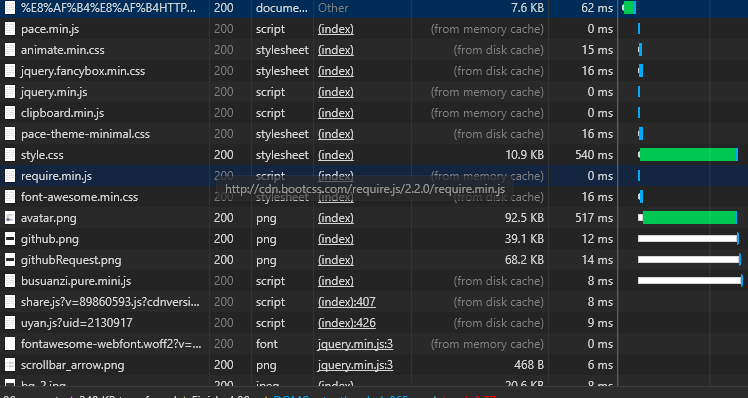 %E8%AF%B4%E8%AF%B4HTTP... 200 docume... Other 7.6 KB 62 ms
pace.min.js 200 script (index) (from memory cache) 0 ms
animate.min.css 200 stylesheet (index) (from disk cache) 15 ms
jquery.fancybox.min.css 200 stylesheet (index) (from disk cache) 16 ms
jquery.min.js 200 script (index) (from memory cache) 0 ms
clipboard.min.js 200 script (index) (from memory cache) 0 ms
pace-theme-minimal.css 200 stylesheet (index) (from disk cache) 16 ms
style.css 200 stylesheet (index) 10.9 KB 540 ms
require.min.js 200 script (index) (from memory cache) 0 ms
http://cdn.bootcss.com/require.js/2.2.0/require.min.js
font-awesome.min.css 200 stylesheet (index) (from disk cache) 16 ms
avatar.png 200 png (index) 92.5 KB 517 ms
github.png 200 png (index) 39.1 KB 12 ms
githubRequest.png 200 png (index) 68.2 KB 14 ms
busuanzi.pure.mini.js 200 script (index) (from disk cache) 8 ms
share.js?v=89860593.js?cdnversi... 200 script (index):407 (from disk cache) 8 ms
uyan.js?uid=2130917 200 script (index):426 (from disk cache) 9 ms
fontawesome-webfont.woff2?v=... 200 font jquery.min.js:3 (from memory cache) 0 ms
scrollbar_arrow.png 200 png jquery.min.js:3 468 B 6 ms
200 jpeg (index) 20.6 KB 8 ms